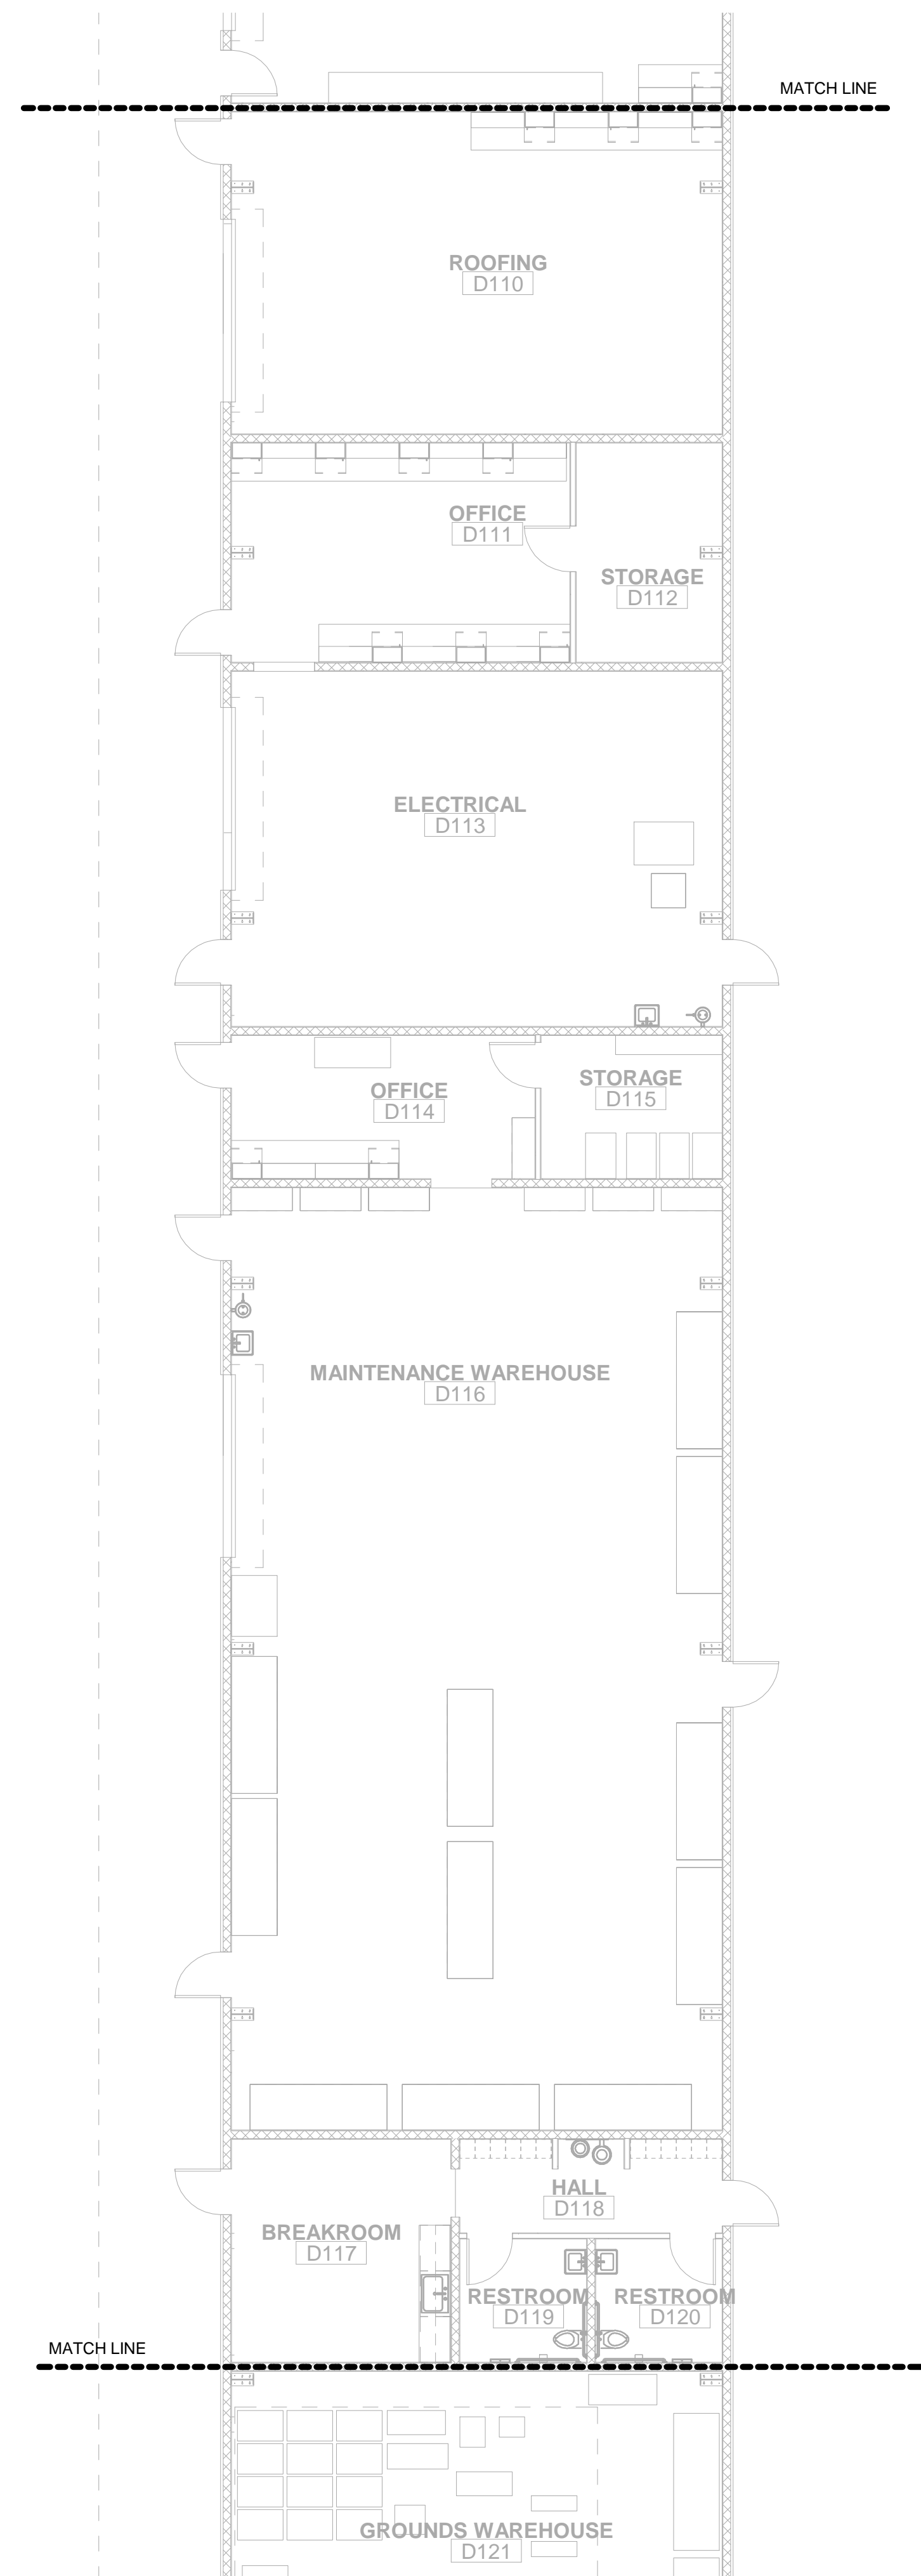 MATCH LINE
ROOFING
D110
OFFICE
D111
STORAGE
D112
ELECTRICAL
D113
STORAGE
D115
OFFICE
D114
MAINTENANCE WAREHOUSE
D116
HALL
D118
BREAKROOM
D117
RESTROOM
D119
RESTROOM
D120
MATCH LINE
GROUNDS WAREHOUSE
D121